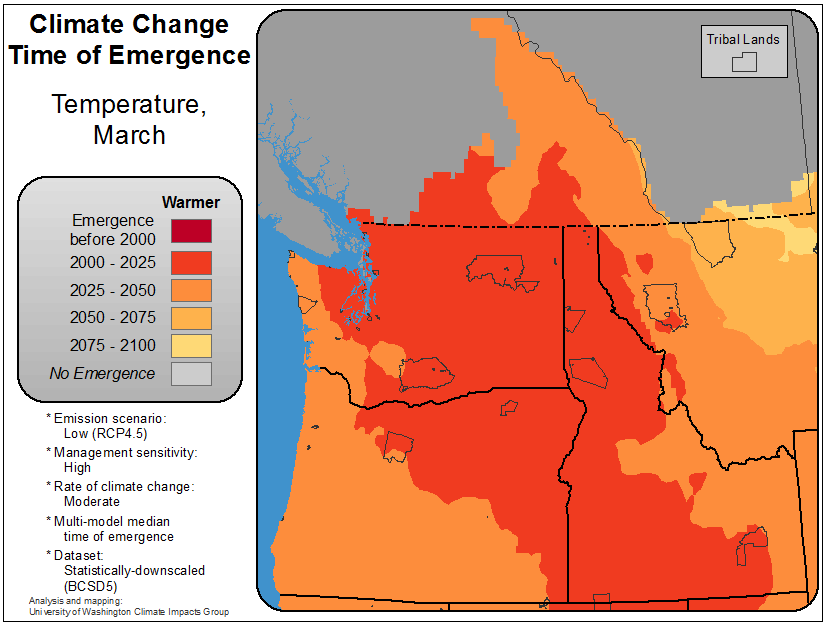 Climate Change
Time of Emergence
Temperature,
March
Warmer
Emergence
before 2000
2000 - 2025
2025 - 2050
2050 - 2075
2075 - 2100
No Emergence
* Emission scenario:
Low (RCP4.5)
* Management sensitivity:
High
* Rate of climate change:
Moderate
* Multi-model median
time of emergence
* Dataset:
Statistically-downscaled
(BCSD5)
Analysis and mapping:
University of Washington Climate Impacts Group
Tribal Lands